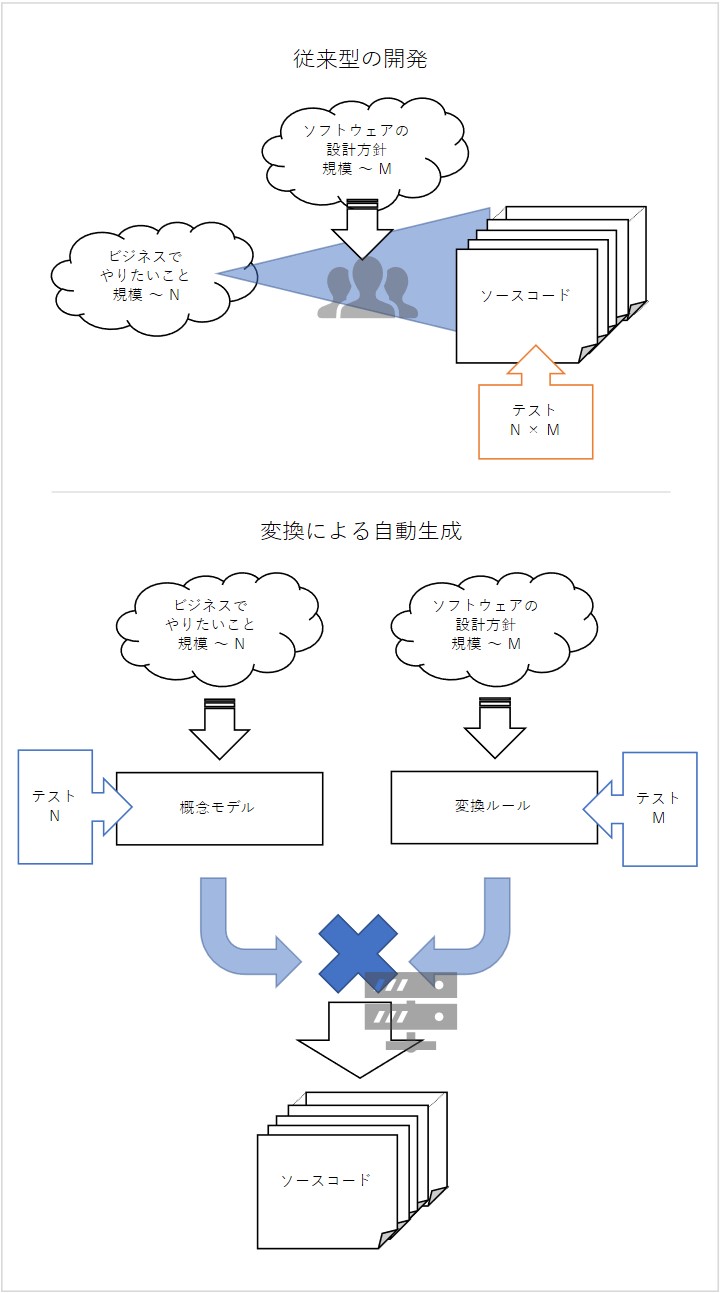 従来型の開発
ソフトウェアの
設計方針
規模 ～ M
ビジネスで
やりたいこと
規模 ～ N
ソースコード
テスト
N × M
変換による自動生成
ビジネスで
やりたいこと
規模 ～ N
ソフトウェアの
設計方針
規模 ～ M
テスト
N
概念モデル
変換ルール
テスト
M
ソースコード